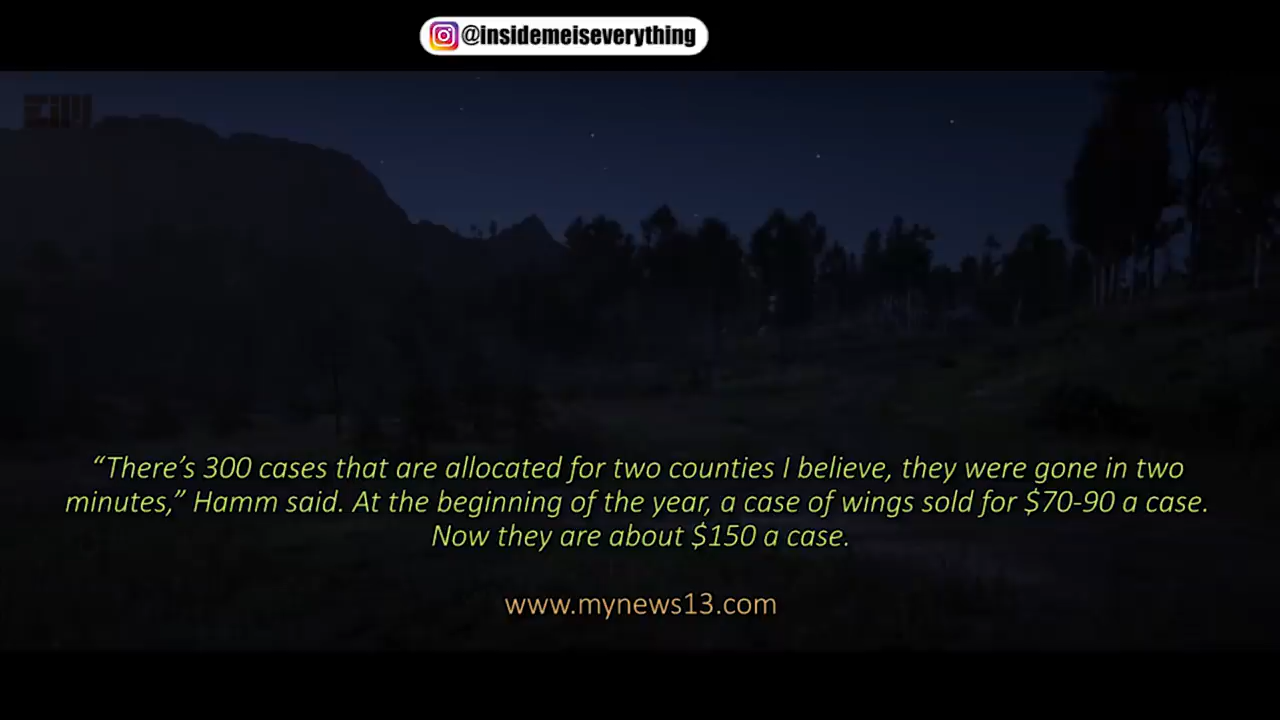 @insidemeiseverything
“There’s 300 cases that are allocated for two counties I believe, they were gone in two
minutes,” Hamm said. At the beginning of the year, a case of wings sold for $70-90 a case.
Now they are about $150 a case.
www.mynews13.com